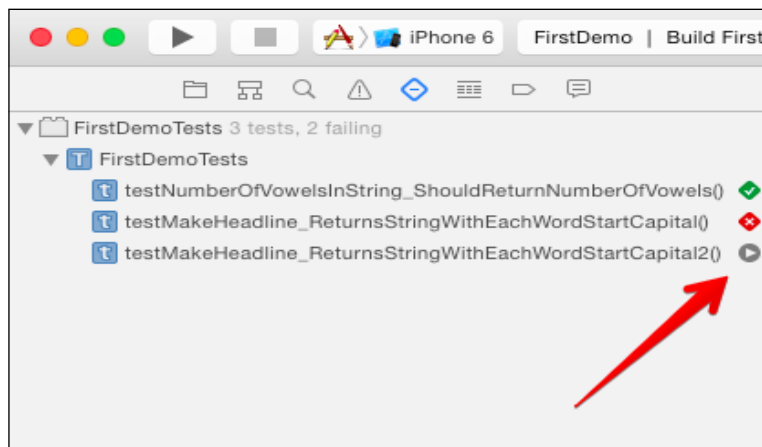 iPhone 6
FirstDemo | Build First
FirstDemoTests 3 tests, 2 failing
T FirstDemoTests
t testNumberOfVowelsInString_ShouldReturnNumberOfVowels()
t testMakeHeadline_ReturnsStringWithEachWordStartCapital()
t testMakeHeadline_ReturnsStringWithEachWordStartCapital2()